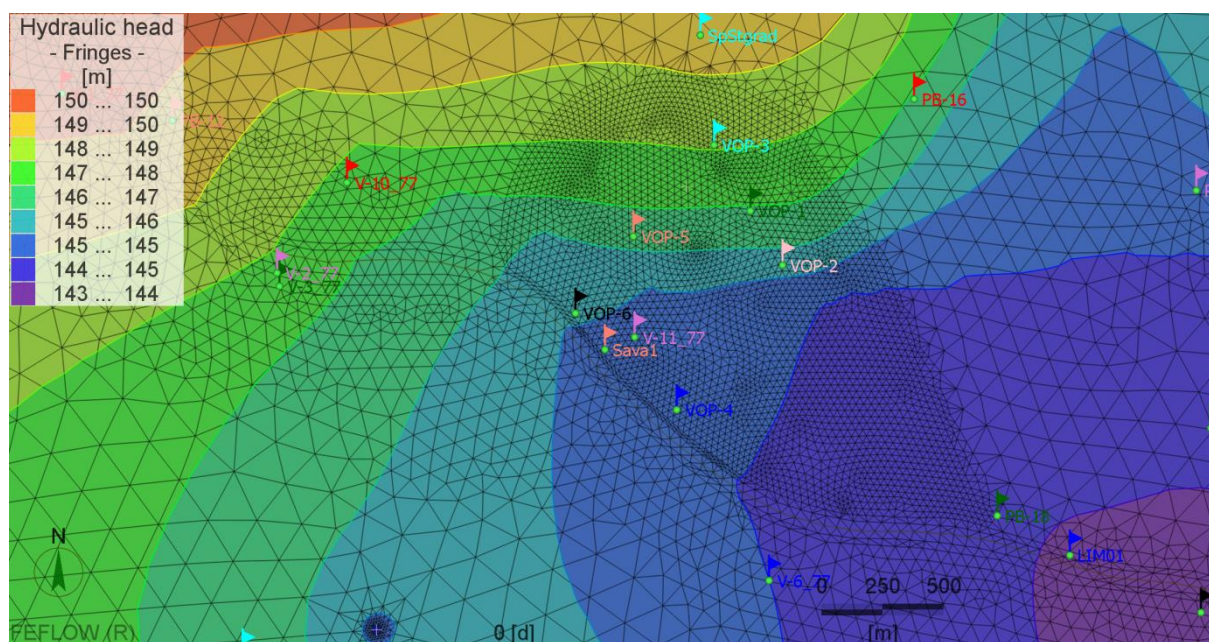 Hydraulic head
- Fringes -
[m]
150 ... 150
149 ... 150
148 ... 149
147 ... 148
146 ... 147
145 ... 146
145 ... 145
144 ... 145
143 ... 144
SpStgrad
PB-16
VOP-3
V-10_77
VOP-1
VOP-5
VOP-2
V-2_77
V-3_77
VOP-6
V-11_77
Sava1
VOP-4
PB-18
LIM01
V-6_77
N
0 250 500
[m]
FEFLOW (R)
0 [d]